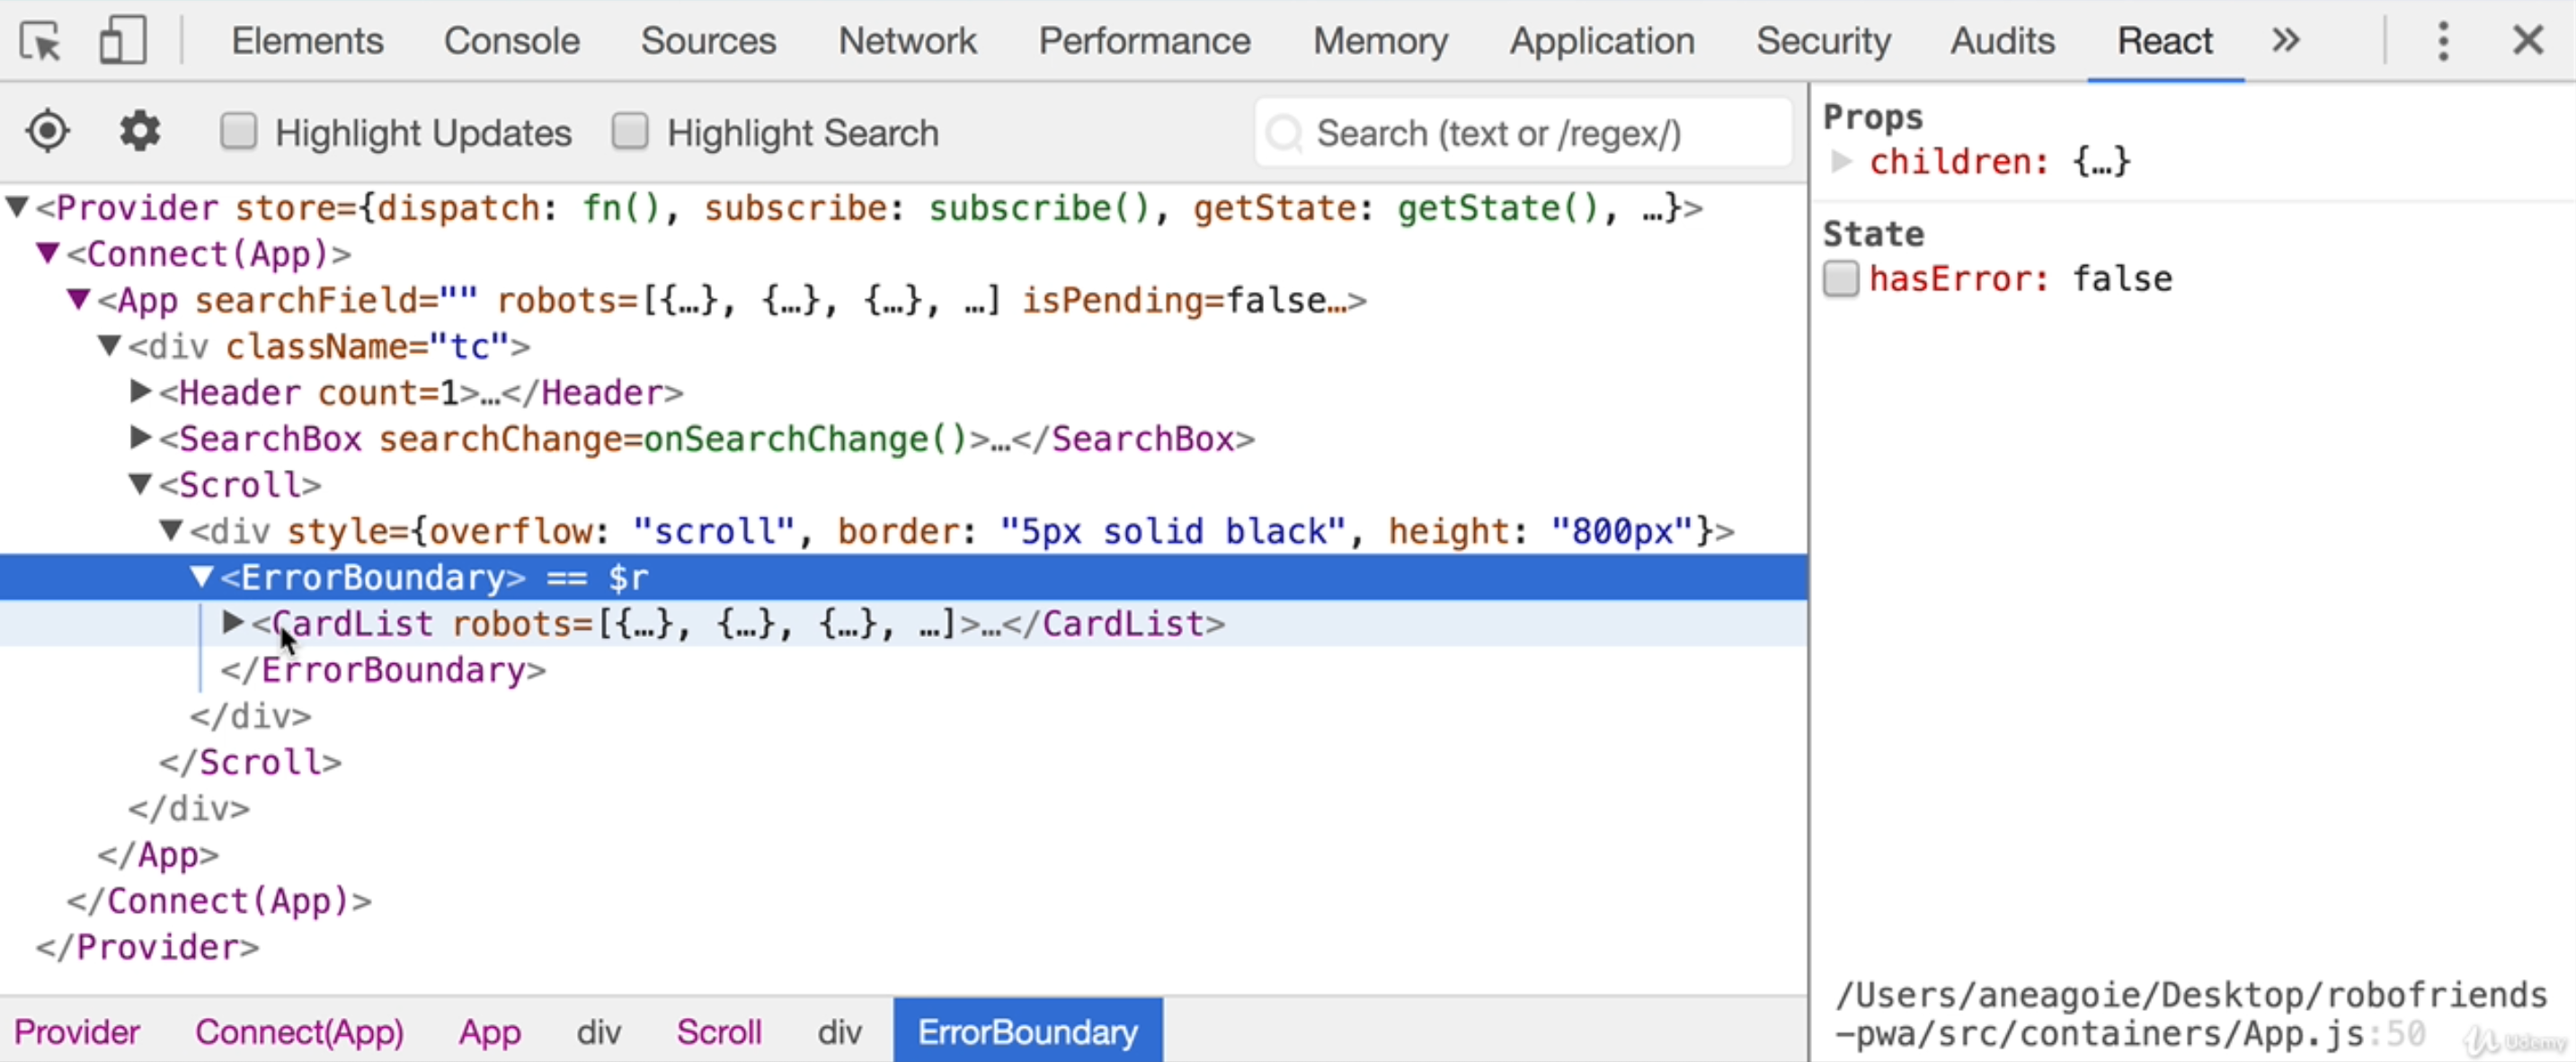 Elements Console Sources Network Performance Memory Application Security Audits React »
Highlight Updates Highlight Search Search (text or /regex/)
<Provider store={dispatch: fn(), subscribe: subscribe(), getState: getState(), …}>
<Connect(App)>
<App searchField="" robots=[{…}, {…}, {…}, …] isPending=false…>
<div className="tc">
<Header count=1>…</Header>
<SearchBox searchChange=onSearchChange()>…</SearchBox>
<Scroll>
<div style={overflow: "scroll", border: "5px solid black", height: "800px"}>
<ErrorBoundary> == $r
<CardList robots=[{…}, {…}, {…}, …]>…</CardList>
</ErrorBoundary>
</div>
</Scroll>
</div>
</App>
</Connect(App)>
</Provider>
Provider Connect(App) App div Scroll div ErrorBoundary
Props
children: {…}
State
hasError: false
/Users/aneagoie/Desktop/robofriends
-pwa/src/containers/App.js:50
Udemy